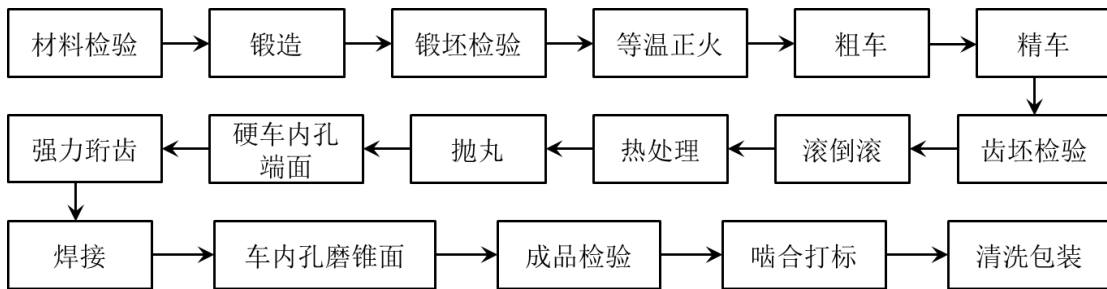 材料检验
锻造
锻坯检验
等温正火
粗车
精车
齿坯检验
滚倒滚
热处理
抛丸
硬车内孔
端面
强力珩齿
焊接
车内孔磨锥面
成品检验
啮合打标
清洗包装